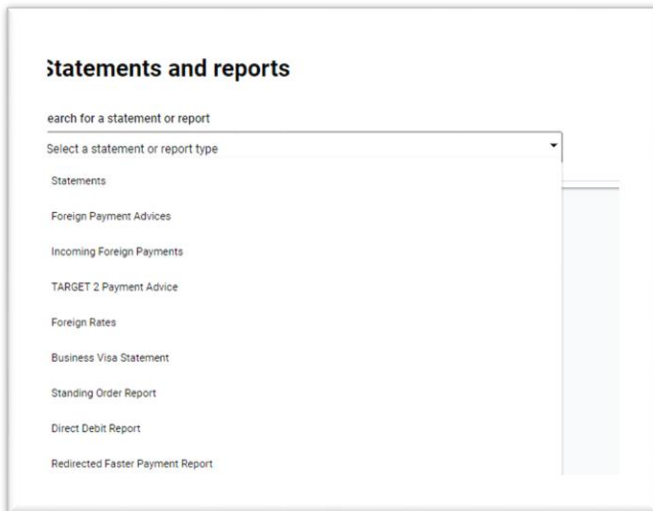 Statements and reports
earch for a statement or report
Select a statement or report type
Statements
Foreign Payment Advices
Incoming Foreign Payments
TARGET 2 Payment Advice
Foreign Rates
Business Visa Statement
Standing Order Report
Direct Debit Report
Redirected Faster Payment Report